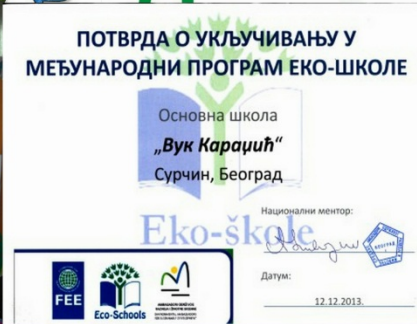 ПОТВРДА О УКЉУЧИВАЊУ У
МЕЂУНАРОДНИ ПРОГРАМ ЕКО-ШКОЛЕ
Основна школа
„Вук Караџић“
Сурчин, Београд
Eko-škole
Национални ментор:
БЕОГРАД
Датум:
12.12.2013.
FEE
Eco-Schools